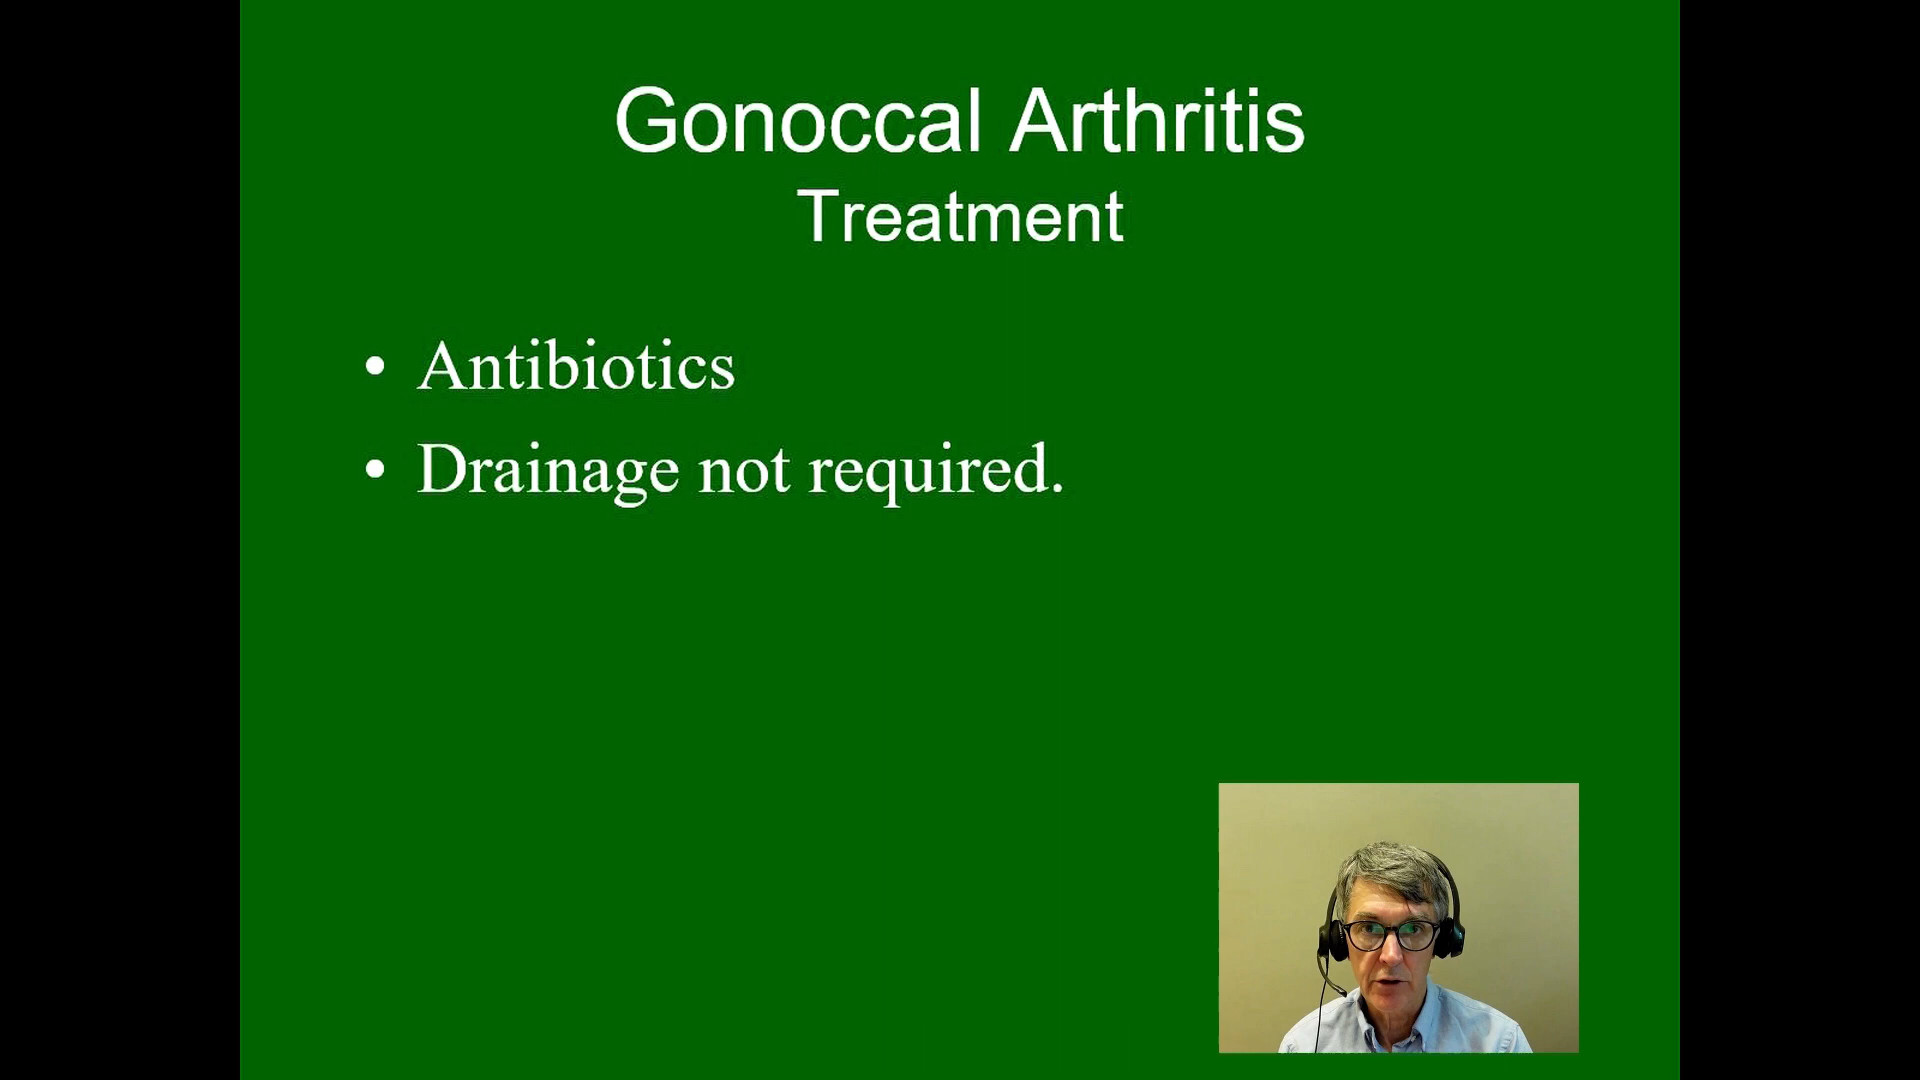 Gonoccal Arthritis
Treatment
• Antibiotics
• Drainage not required.